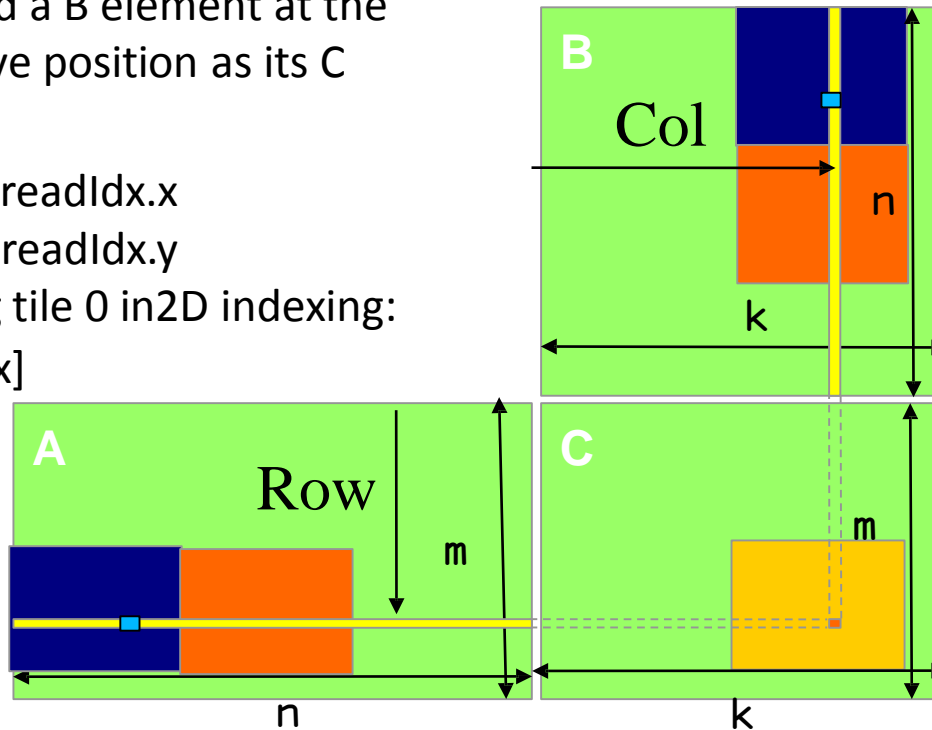 d a B element at the
ve position as its C
readIdx.x
readIdx.y
g tile 0 in2D indexing:
x]
B
Col
n
k
A
Row
m
n
C
m
k